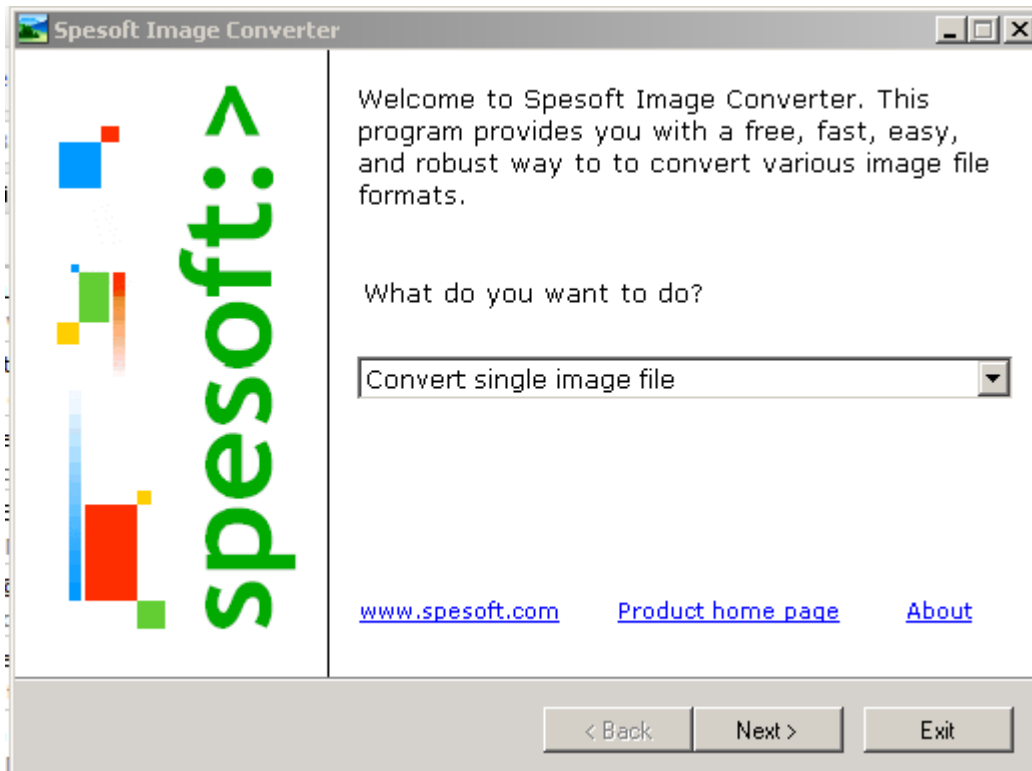 Spesoft Image Converter
spesoft:>
Welcome to Spesoft Image Converter. This
program provides you with a free, fast, easy,
and robust way to to convert various image file
formats.
What do you want to do?
Convert single image file
www.spesoft.com Product home page About
< Back Next > Exit